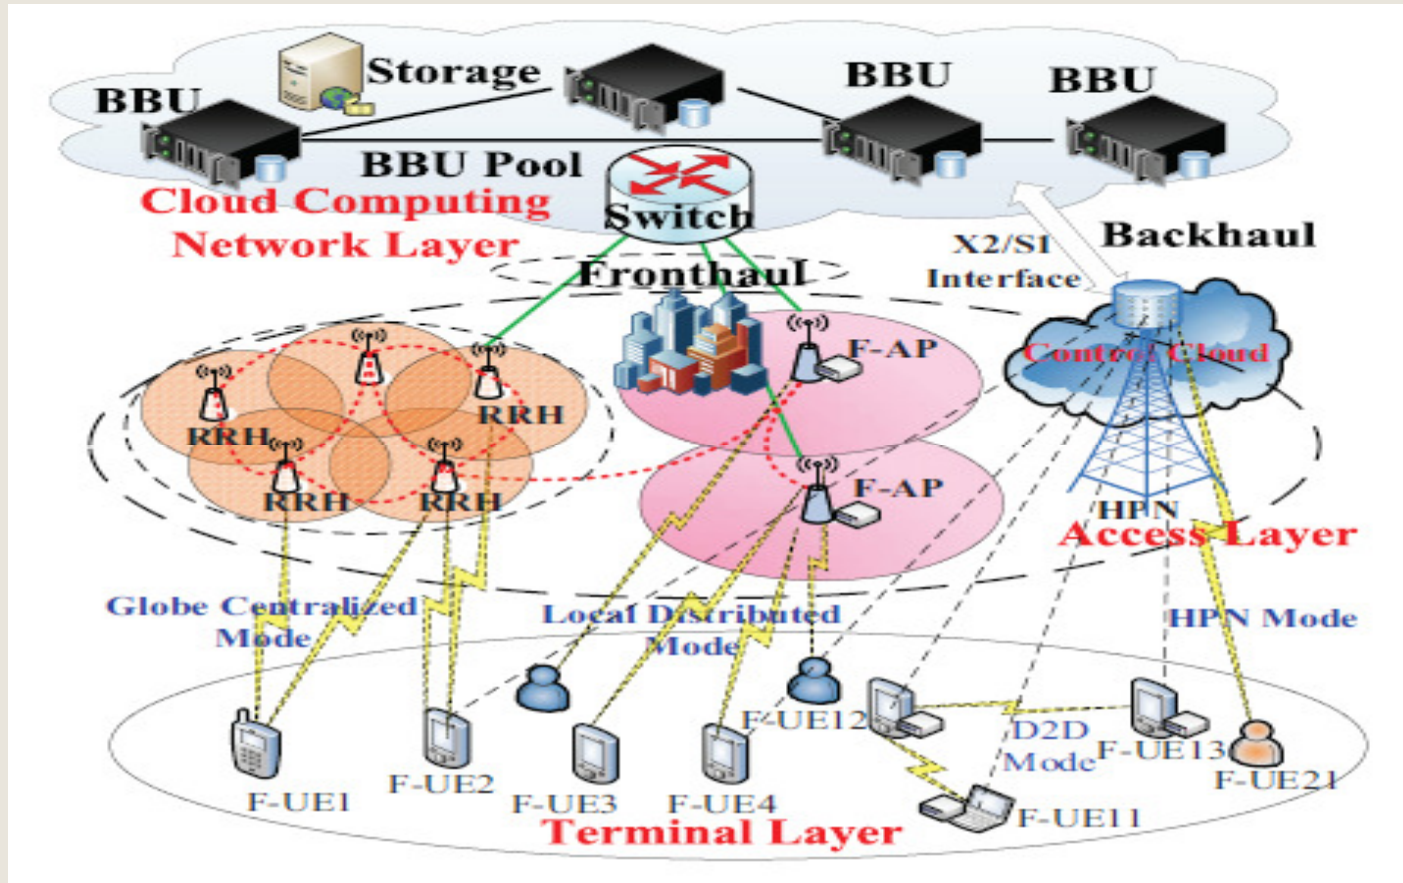 Storage
BBU
BBU
BBU
BBU Pool
Cloud Computing
Network Layer
Switch
Backhaul
X2/S1
Interface
Fronthaul
F-AP
Control Cloud
RRH
RRH
RRH
RRH
F-AP
HPN
Access Layer
Globe Centralized
Mode
Local Distributed
Mode
HPN Mode
F-UE12
D2D
Mode
F-UE13
F-UE21
F-UE1
F-UE2
F-UE3
F-UE4
F-UE11
Terminal Layer